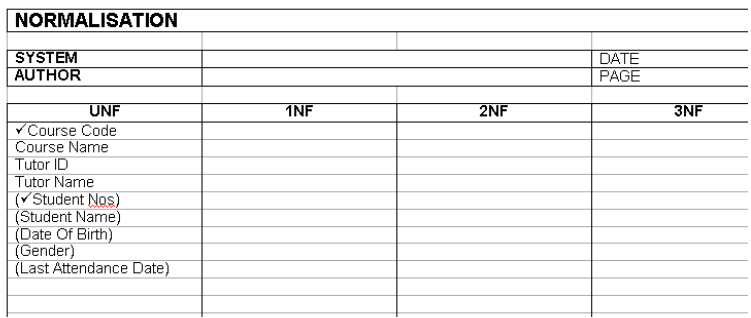 NORMALISATION
SYSTEM DATE
AUTHOR PAGE
UNF 1NF 2NF 3NF
✓Course Code
Course Name
Tutor ID
Tutor Name
(✓Student Nos)
(Student Name)
(Date Of Birth)
(Gender)
(Last Attendance Date)